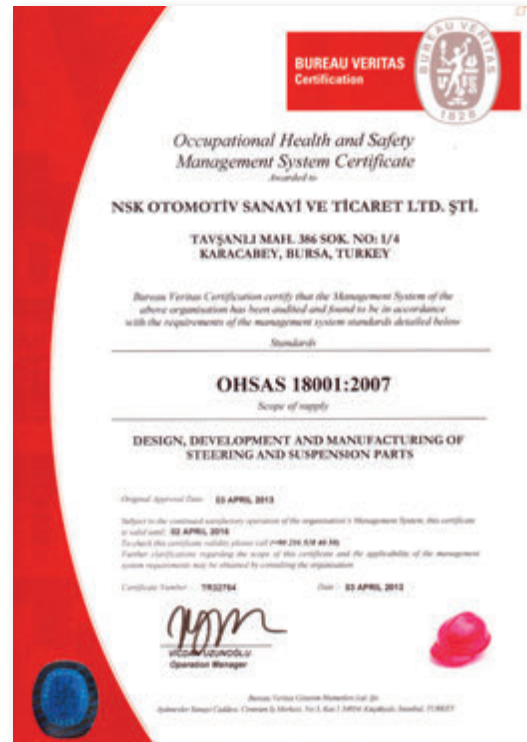 BUREAU VERITAS
Certification
BUREAU VERITAS
1828
Occupational Health and Safety
Management System Certificate
Awarded to
NSK OTOMOTİV SANAYİ VE TİCARET LTD. ŞTİ.
TAVŞANLI MAH. 386 SOK. NO: 1/4
KARACABEY, BURSA, TURKEY
Bureau Veritas Certification certify that the Management System of the
above organisation has been audited and found to be in accordance
with the requirements of the management system standards detailed below
Standards
OHSAS 18001:2007
Scope of supply
DESIGN, DEVELOPMENT AND MANUFACTURING OF
STEERING AND SUSPENSION PARTS
Original Approval Date: 03 APRIL 2013
Subject to the continued satisfactory operation of the organisation's Management System, this certificate
is valid until: 02 APRIL 2016
To check this certificate validity please call
Further clarifications regarding the scope of this certificate and the applicability of the management
system requirements may be obtained by consulting the organisation
Certificate Number : TR32764 Date : 03 APRIL 2013
UZUNOĞLU
Operation Manager